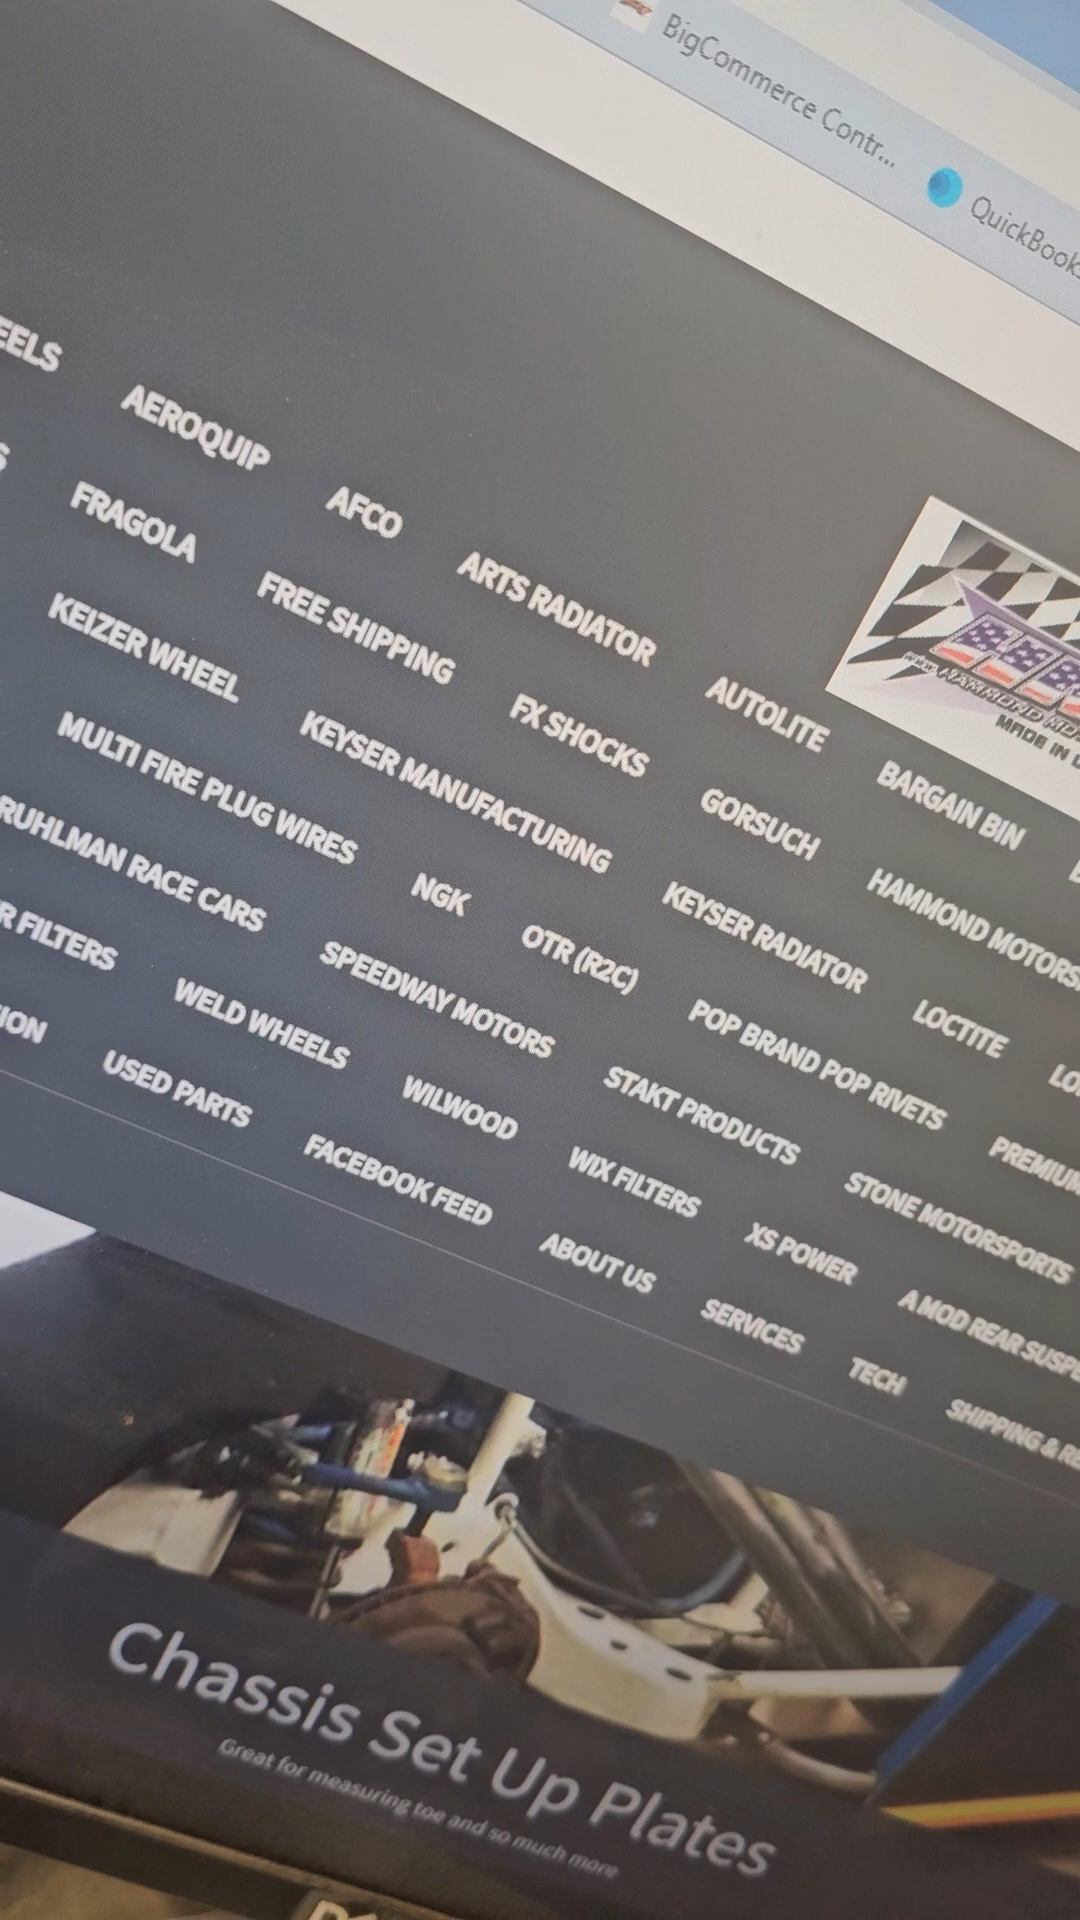 BigCommerce Contr...
QuickBooks
EELS AEROQUIP AFCO ARTS RADIATOR AUTOLITE BARGAIN BIN
S FRAGOLA FREE SHIPPING FX SHOCKS GORSUCH HAMMOND MOTORS
KEIZER WHEEL KEYSER MANUFACTURING KEYSER RADIATOR LOCTITE LO
MULTI FIRE PLUG WIRES NGK OTR (R2C) POP BRAND POP RIVETS PREMIUM
RUHLMAN RACE CARS SPEEDWAY MOTORS STAKT PRODUCTS STONE MOTORSPORTS
R FILTERS WELD WHEELS WILWOOD WIX FILTERS XS POWER A MOD REAR SUSPE
ION USED PARTS FACEBOOK FEED ABOUT US SERVICES TECH SHIPPING & RE
MADE IN
Chassis Set Up Plates
Great for measuring toe and so much more